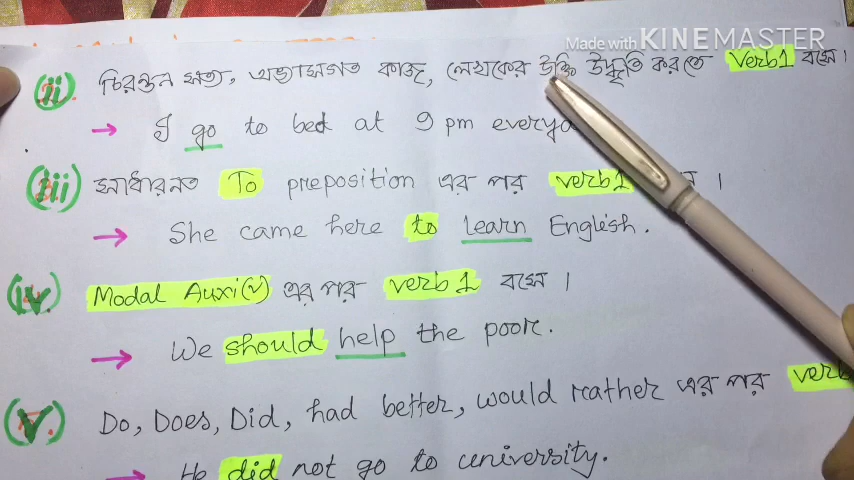 Made with KINEMASTER
(ii) চিরন্তন সত্য, অভ্যাসগত কাজ, লেখকের উক্তি উদ্ধৃতি করতে verb1 বসে।
→ I go to bed at 9 pm
(iii) সাধারনত To preposition এর পর verb1 ।
→ She came here to learn English.
(iv) Modal Auxi(v) এর পর verb1 বসে।
→ We should help the poor.
(v) Do, Does, Did, had better, would rather এর পর verb
→ He did not go to university.